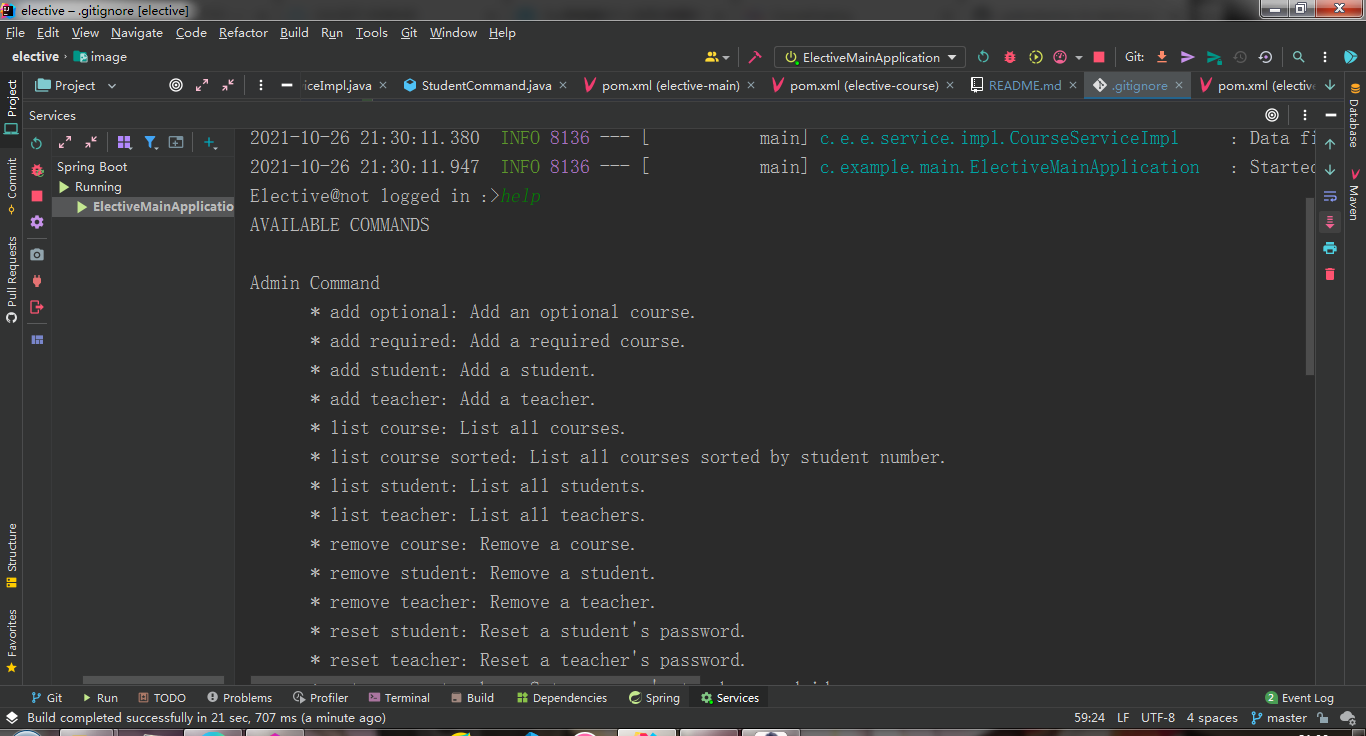 elective – .gitignore [elective]
File Edit View Navigate Code Refactor Build Run Tools Git Window Help
elective image ElectiveMainApplication Git:
Project iceImpl.java StudentCommand.java pom.xml (elective-main) pom.xml (elective-course) README.md .gitignore pom.xml (elective
Services
Project
Commit
Pull Requests
Structure
Favorites
Spring Boot
Running
ElectiveMainApplicatio
2021-10-26 21:30:11.380 INFO 8136 --- [ main] c.e.e.service.impl.CourseServiceImpl : Data fi
2021-10-26 21:30:11.947 INFO 8136 --- [ main] c.example.main.ElectiveMainApplication : Started
Elective@not logged in :>help
AVAILABLE COMMANDS
Admin Command
* add optional: Add an optional course.
* add required: Add a required course.
* add student: Add a student.
* add teacher: Add a teacher.
* list course: List all courses.
* list course sorted: List all courses sorted by student number.
* list student: List all students.
* list teacher: List all teachers.
* remove course: Remove a course.
* remove student: Remove a student.
* remove teacher: Remove a teacher.
* reset student: Reset a student's password.
* reset teacher: Reset a teacher's password.
Database
Maven
Git Run TODO Problems Profiler Terminal Build Dependencies Spring Services 2 Event Log
Build completed successfully in 21 sec, 707 ms (a minute ago) 59:24 LF UTF-8 4 spaces master